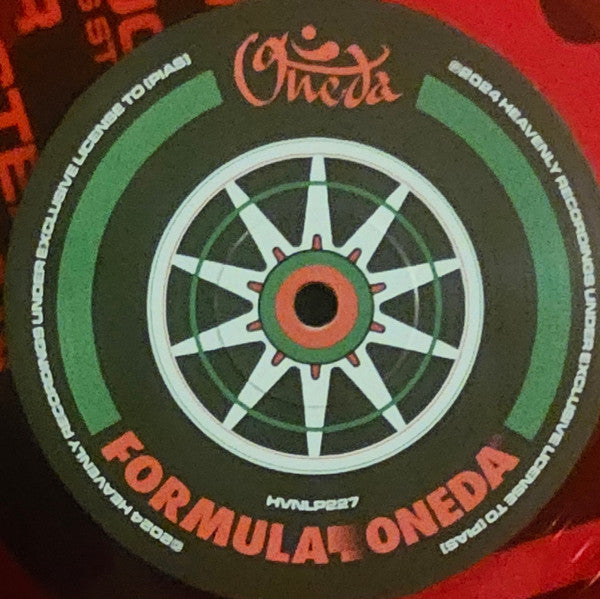 Oneda
©2024 HEAVENLY RECORDINGS UNDER EXCLUSIVE LICENSE TO [PIAS]
©2024 HEAVENLY RECORDINGS UNDER EXCLUSIVE LICENSE TO [PIAS]
HVNLP227
FORMULA ONEDA